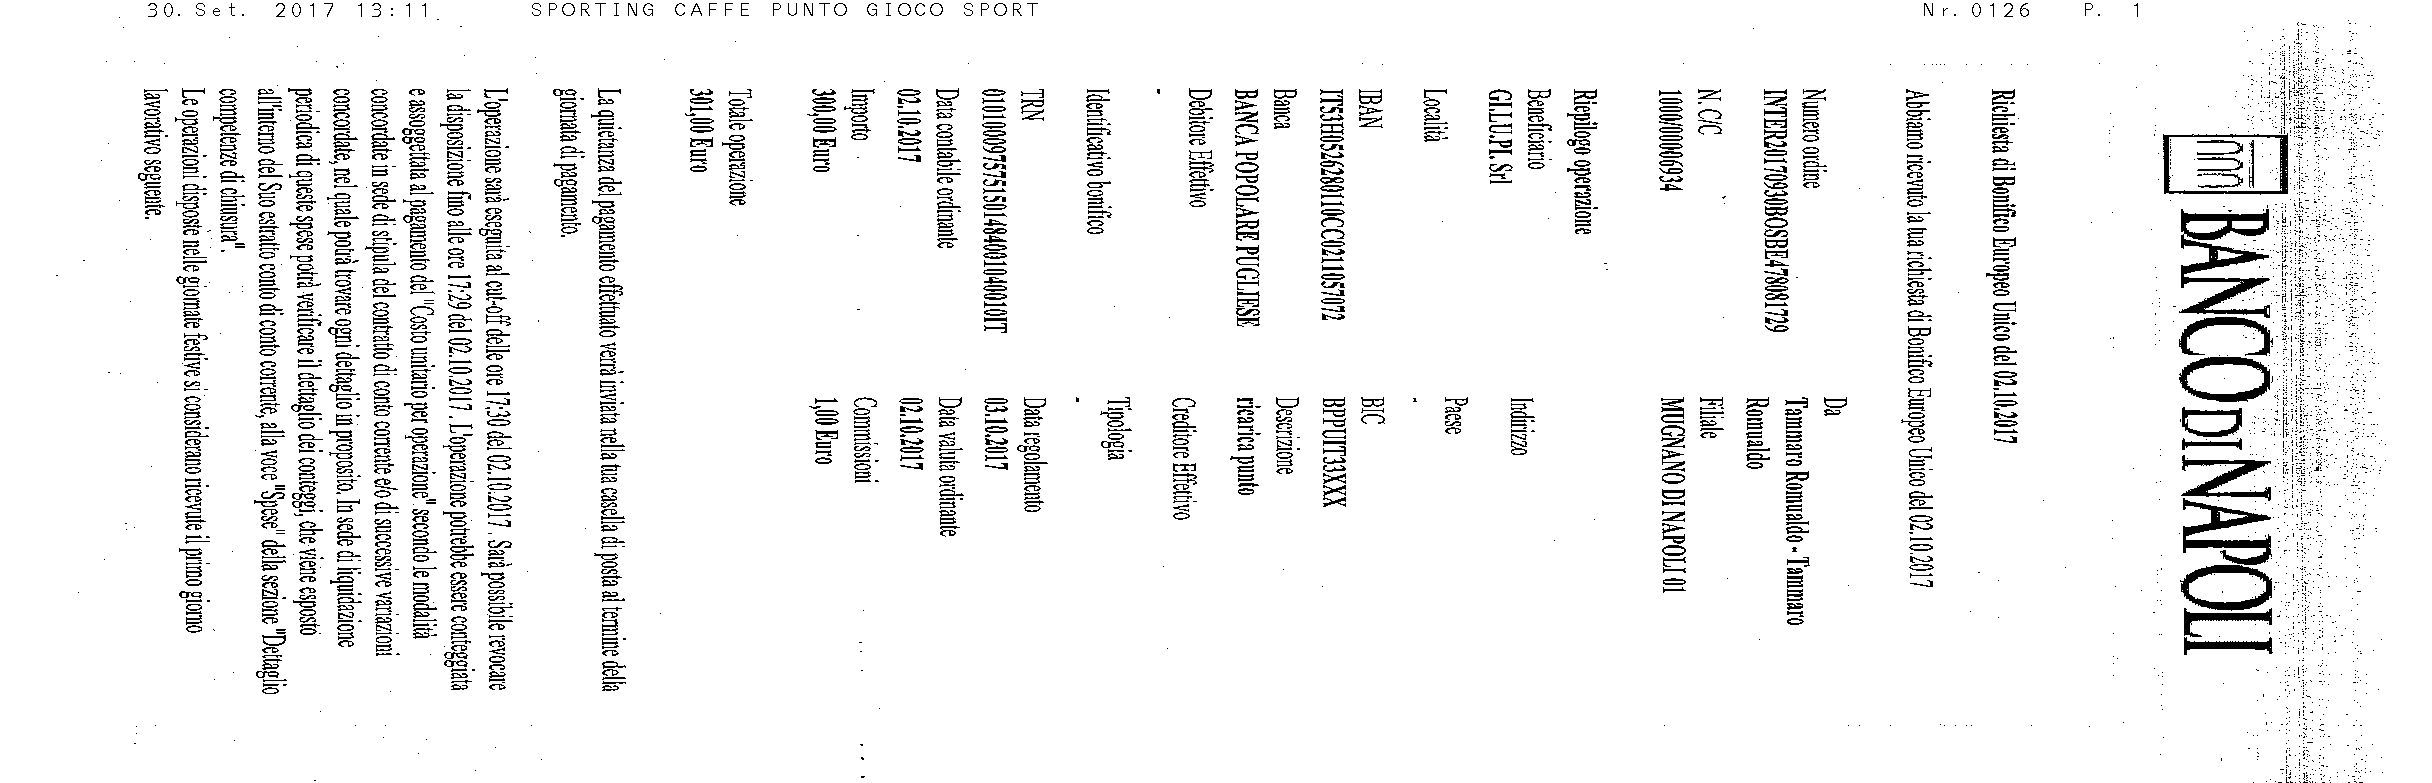 30. Set. 2017 13:11 SPORTING CAFFE PUNTO GIOCO SPORT Nr. 0126 P. 1
BANCO DI NAPOLI
Richiesta di Bonifico Europeo Unico del 02.10.2017
Abbiamo ricevuto la tua richiesta di Bonifico Europeo Unico del 02.10.2017
Numero ordine
INTER20170930BOSBE478081729
Da
Tammaro Romualdo - Tammaro
Romualdo
N. C/C
1000/00006934
Filiale
MUGNANO DI NAPOLI 01
Riepilogo operazione
Beneficiario
GI.LUPI. Srl
Indirizzo
Località
Paese
-
IBAN
IT53H0526280110CC0211057072
BIC
BPPUIT33XXX
Banca
BANCA POPOLARE PUGLIESE
Descrizione
ricarica punto
Debitore Effettivo
-
Creditore Effettivo
Identificativo bonifico
Tipologia
-
TRN
0101000975751501484001040010IT
Data regolamento
03.10.2017
Data contabile ordinante
02.10.2017
Data valuta ordinante
02.10.2017
Importo
300,00 Euro
Commissioni
1,00 Euro
Totale operazione
301,00 Euro
La quietanza del pagamento effettuato verrà inviata nella tua casella di posta al termine della
giornata di pagamento.
L'operazione sarà eseguita al cut-off delle ore 17:30 del 02.10.2017 . Sarà possibile revocare
la disposizione fino alle ore 17:29 del 02.10.2017 . L'operazione potrebbe essere conteggiata
e assoggettata al pagamento del "Costo unitario per operazione" secondo le modalità
concordate in sede di stipula del contratto di conto corrente e/o di successive variazioni
concordate, nel quale potrà trovare ogni dettaglio in proposito. In sede di liquidazione
periodica di queste spese potrà verificare il dettaglio dei conteggi, che viene esposto
all'interno del Suo estratto conto di conto corrente, alla voce "Spese" della sezione "Dettaglio
competenze di chiusura".
Le operazioni disposte nelle giornate festive si considerano ricevute il primo giorno
lavorativo seguente.